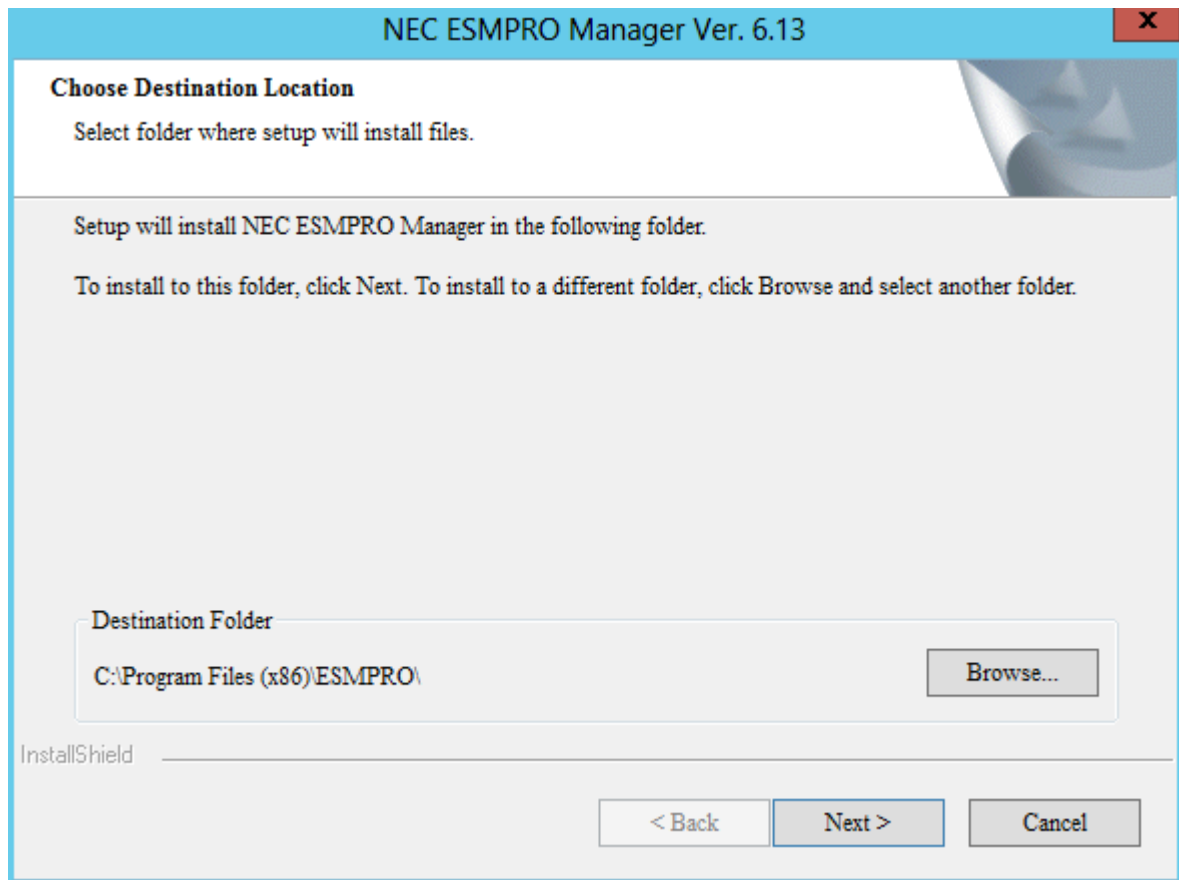 NEC ESMPRO Manager Ver. 6.13
x
Choose Destination Location
Select folder where setup will install files.
Setup will install NEC ESMPRO Manager in the following folder.
To install to this folder, click Next. To install to a different folder, click Browse and select another folder.
Destination Folder
C:\Program Files (x86)\ESMPRO\
Browse...
InstallShield
< Back
Next >
Cancel